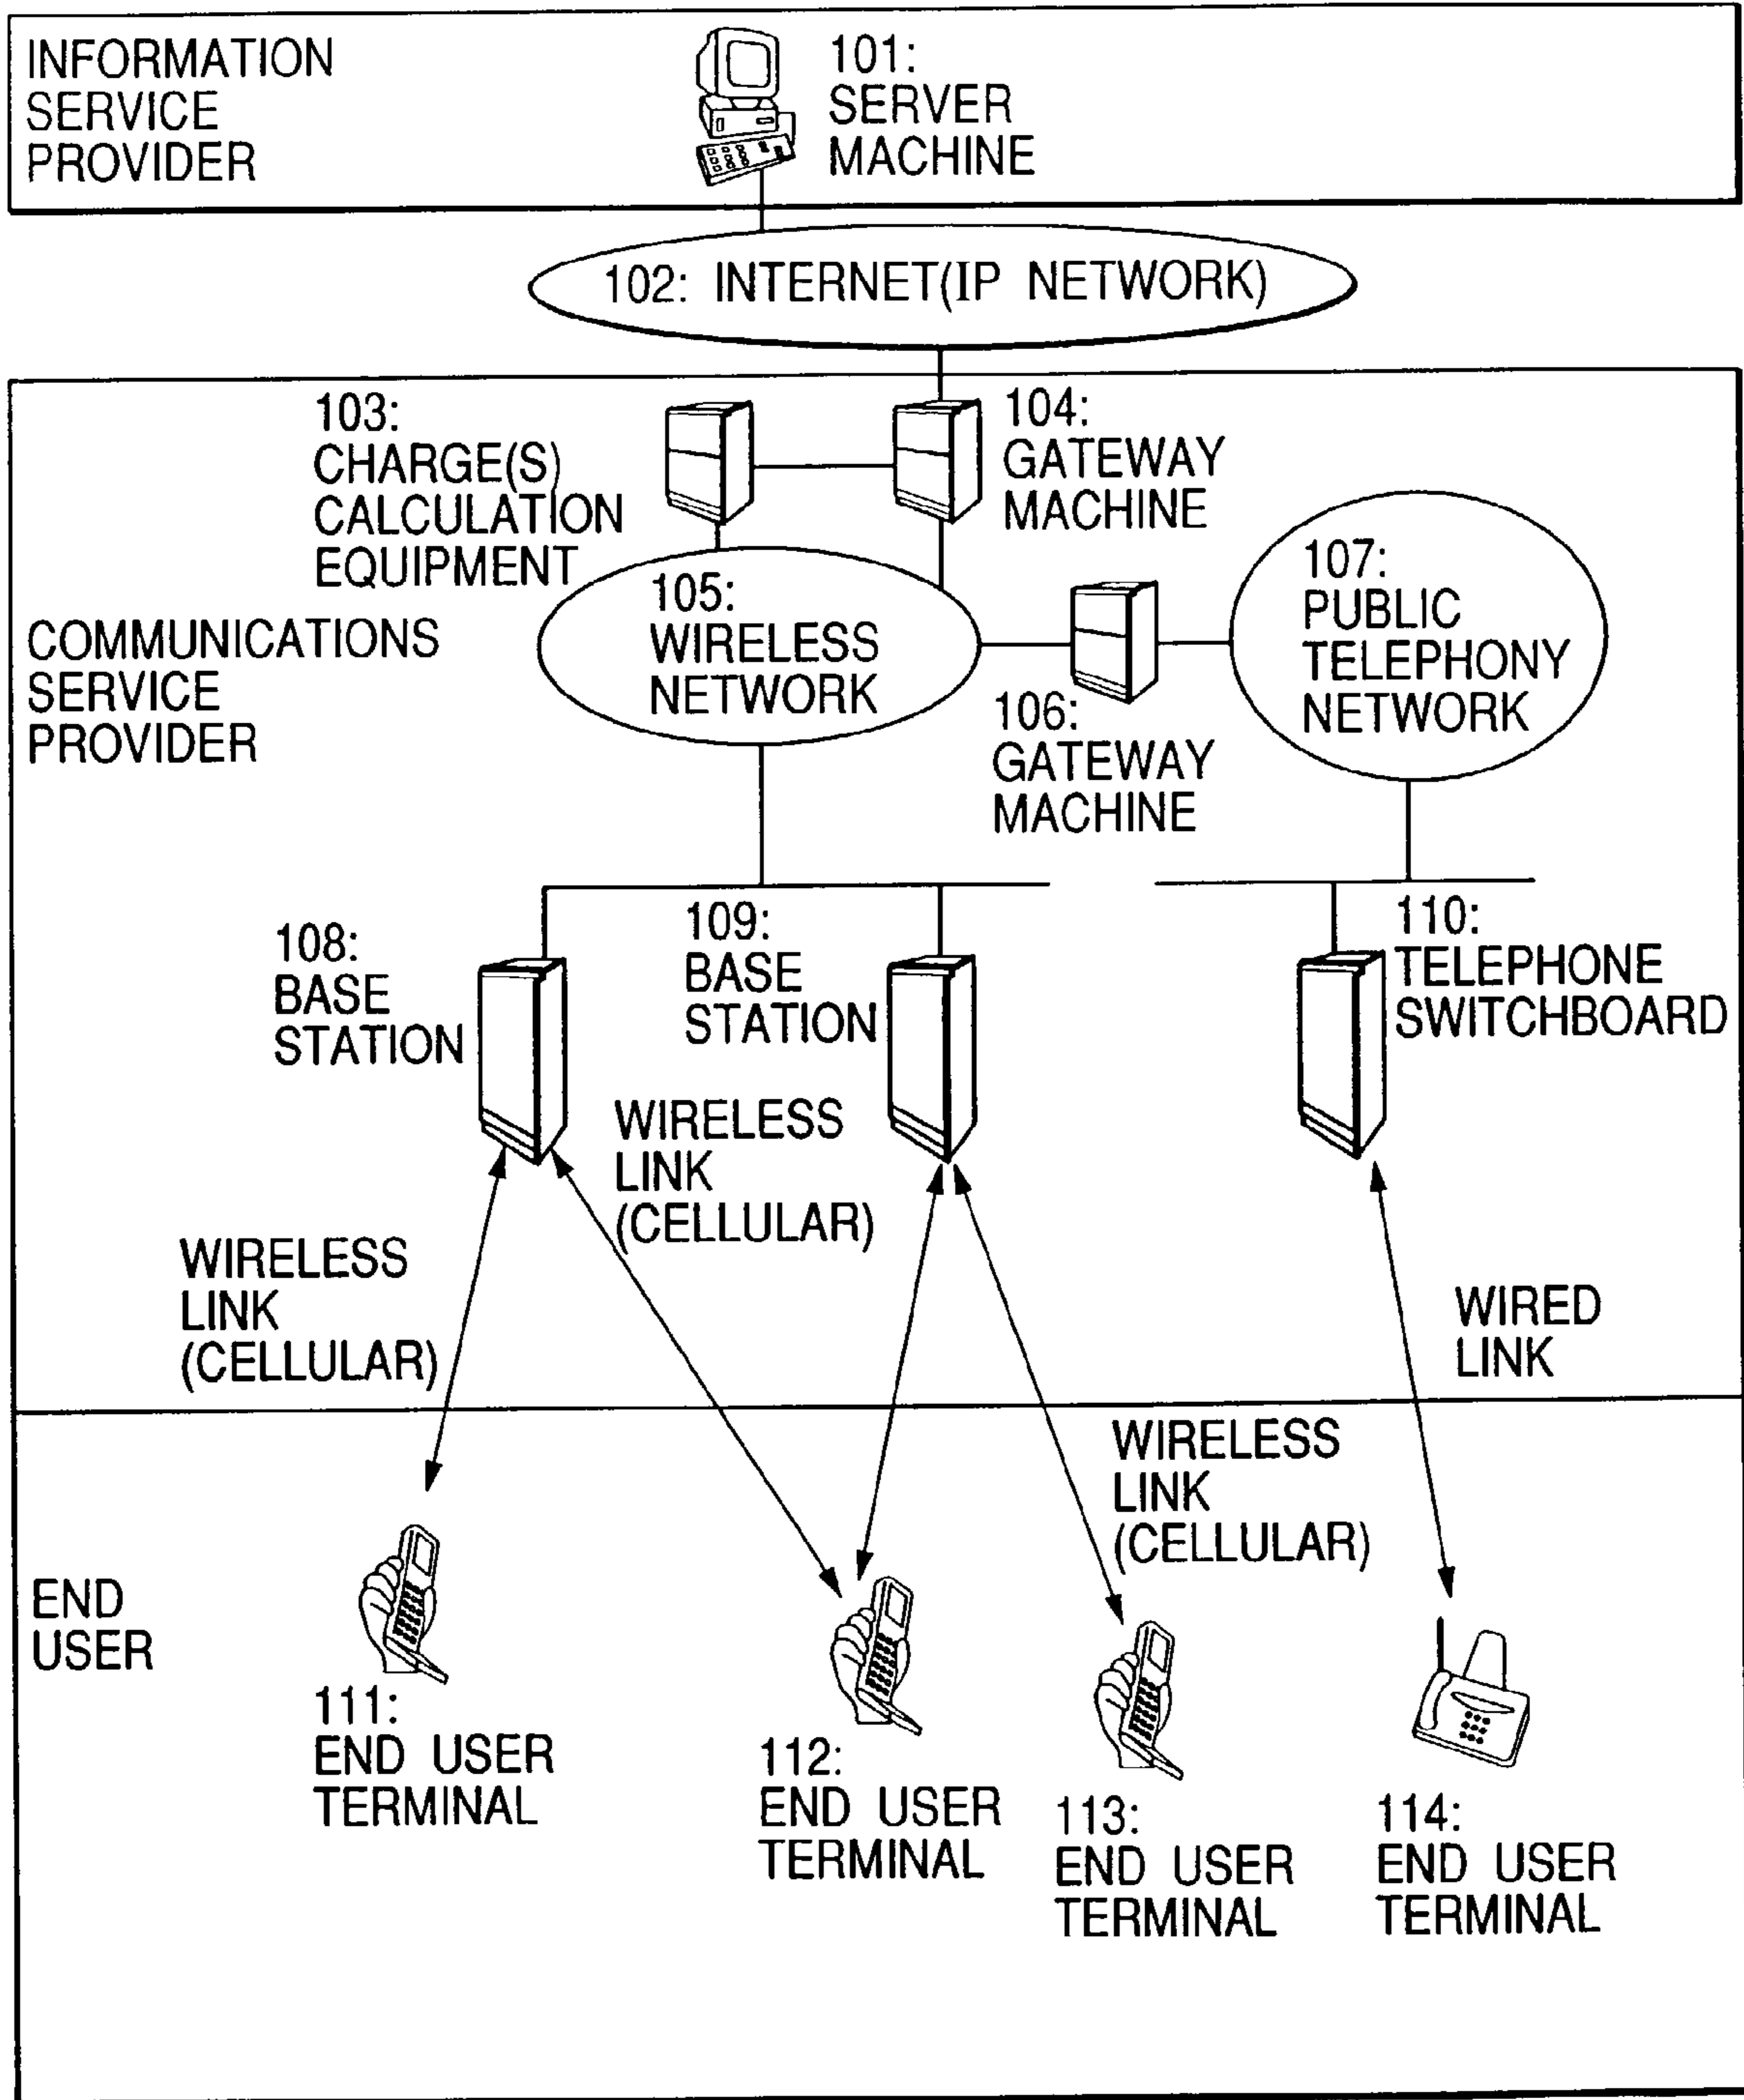 INFORMATION
SERVICE
PROVIDER
101:
SERVER
MACHINE
102: INTERNET(IP NETWORK)
103:
CHARGE(S)
CALCULATION
EQUIPMENT
104:
GATEWAY
MACHINE
105:
WIRELESS
NETWORK
107:
PUBLIC
TELEPHONY
NETWORK
COMMUNICATIONS
SERVICE
PROVIDER
106:
GATEWAY
MACHINE
108:
BASE
STATION
109:
BASE
STATION
110:
TELEPHONE
SWITCHBOARD
WIRELESS
LINK
(CELLULAR)
WIRELESS
LINK
(CELLULAR)
WIRED
LINK
WIRELESS
LINK
(CELLULAR)
END
USER
111:
END USER
TERMINAL
112:
END USER
TERMINAL
113:
END USER
TERMINAL
114:
END USER
TERMINAL